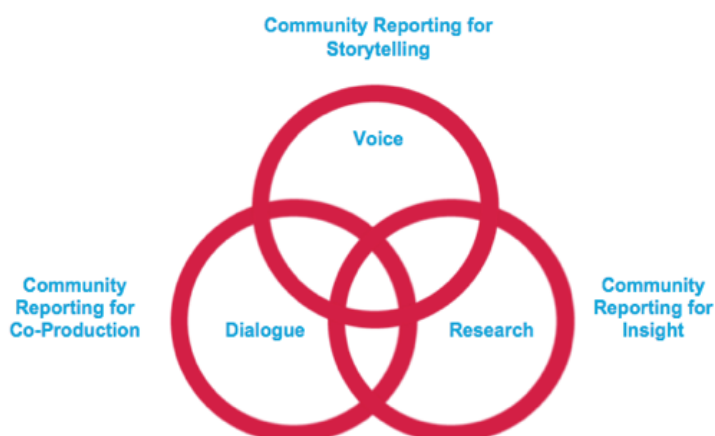 Community Reporting for
Storytelling
Voice
Community
Reporting for
Co-Production
Dialogue
Research
Community
Reporting for
Insight